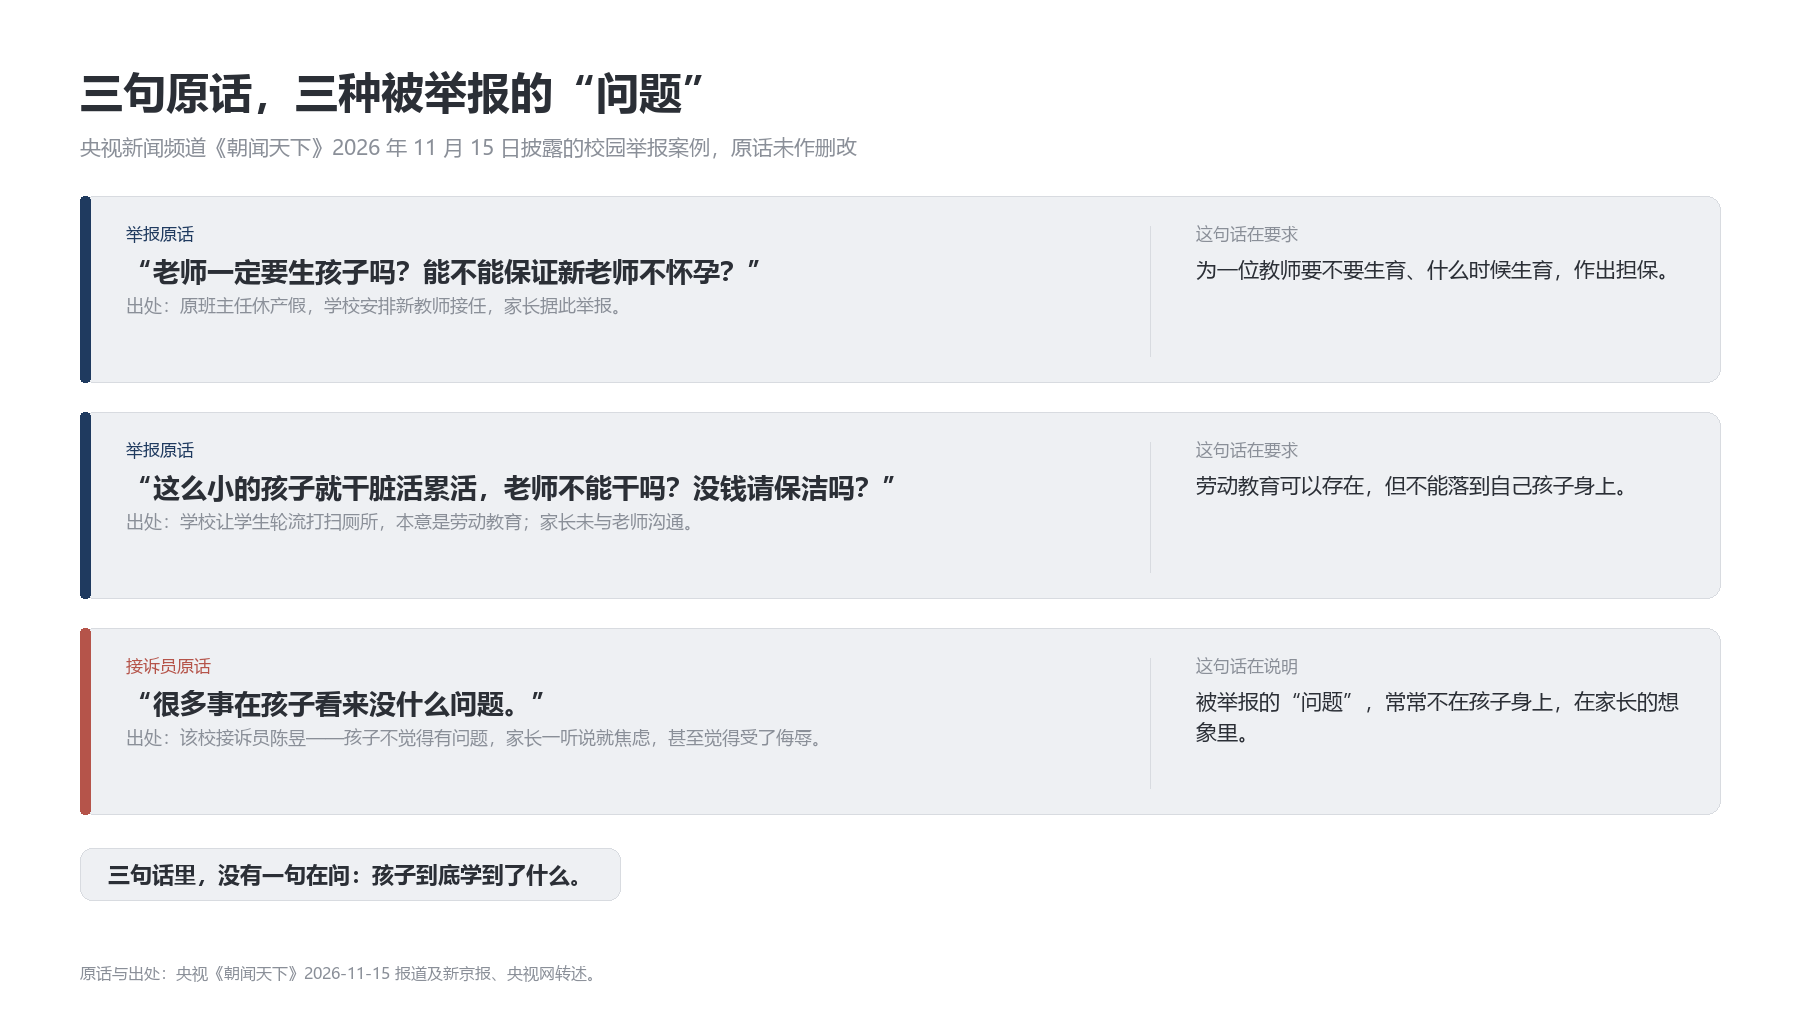 三句原话，三种被举报的“问题”
央视新闻频道《朝闻天下》2026 年 11 月 15 日披露的校园举报案例，原话未作删改
举报原话
“老师一定要生孩子吗？能不能保证新老师不怀孕？”
出处：原班主任休产假，学校安排新教师接任，家长据此举报。
这句话在要求
为一位教师要不要生育、什么时候生育，作出担保。
举报原话
“这么小的孩子就干脏活累活，老师不能干吗？没钱请保洁吗？”
出处：学校让学生轮流打扫厕所，本意是劳动教育；家长未与老师沟通。
这句话在要求
劳动教育可以存在，但不能落到自己孩子身上。
接诉员原话
“很多事在孩子看来没什么问题。”
出处：该校接诉员陈昱——孩子不觉得有问题，家长一听说就焦虑，甚至觉得受了侮辱。
这句话在说明
被举报的“问题”，常常不在孩子身上，在家长的想
象里。
三句话里，没有一句在问：孩子到底学到了什么。
原话与出处：央视《朝闻天下》2026-11-15 报道及新京报、央视网转述。